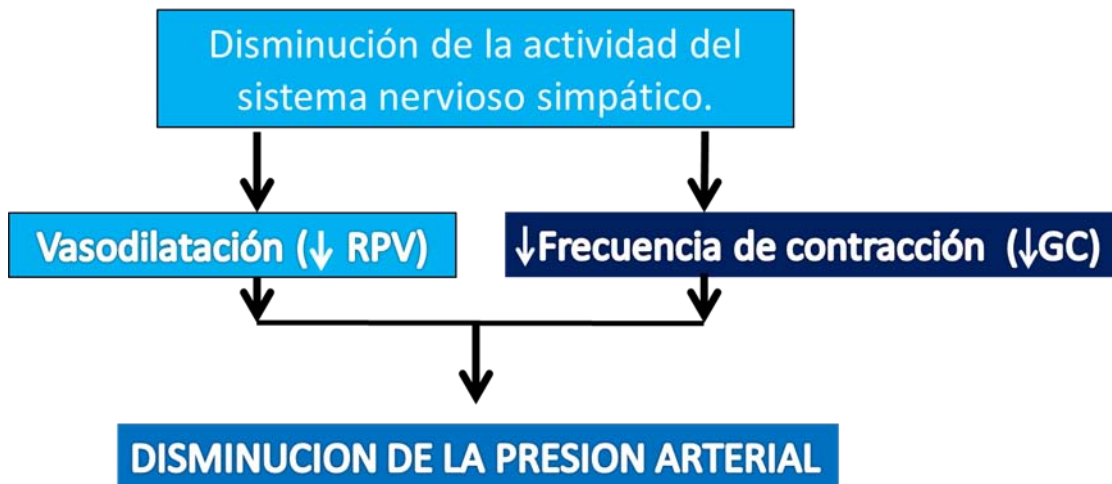 Disminución de la actividad del
sistema nervioso simpático.
Vasodilatación (↓ RPV)
↓Frecuencia de contracción (↓GC)
DISMINUCION DE LA PRESION ARTERIAL